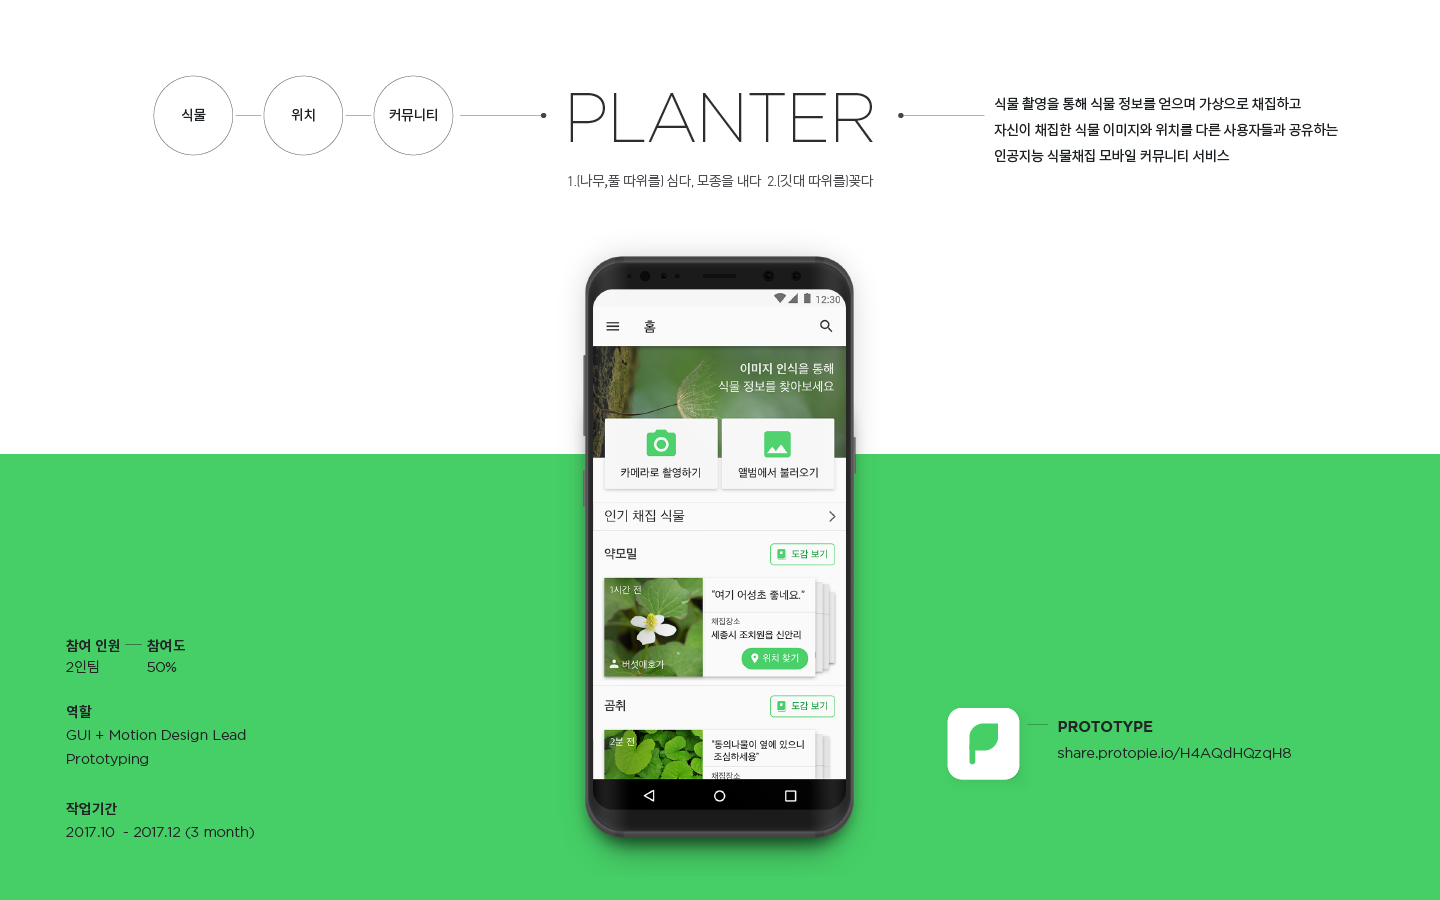 식물
위치
커뮤니티
PLANTER
1.(나무,풀 따위를) 심다, 모종을 내다 2.(깃대 따위를)꽂다
식물 촬영을 통해 식물 정보를 얻으며 가상으로 채집하고
자신이 채집한 식물 이미지와 위치를 다른 사용자들과 공유하는
인공지능 식물채집 모바일 커뮤니티 서비스
12:30
홈
이미지 인식을 통해
식물 정보를 찾아보세요
카메라로 촬영하기
앨범에서 불러오기
인기 채집 식물
약모밀
도감 보기
1시간 전
"여기 어성초 좋네요."
채집장소
세종시 조치원읍 신안리
버섯애호가
위치 찾기
곰취
도감 보기
2분 전
"동의나물이 옆에 있으니
조심하세용"
채집장소
참여 인원
참여도
2인팀
50%
역할
GUI + Motion Design Lead
Prototyping
작업기간
2017.10 - 2017.12 (3 month)
PROTOTYPE
share.protopie.io/H4AQdHQzqH8